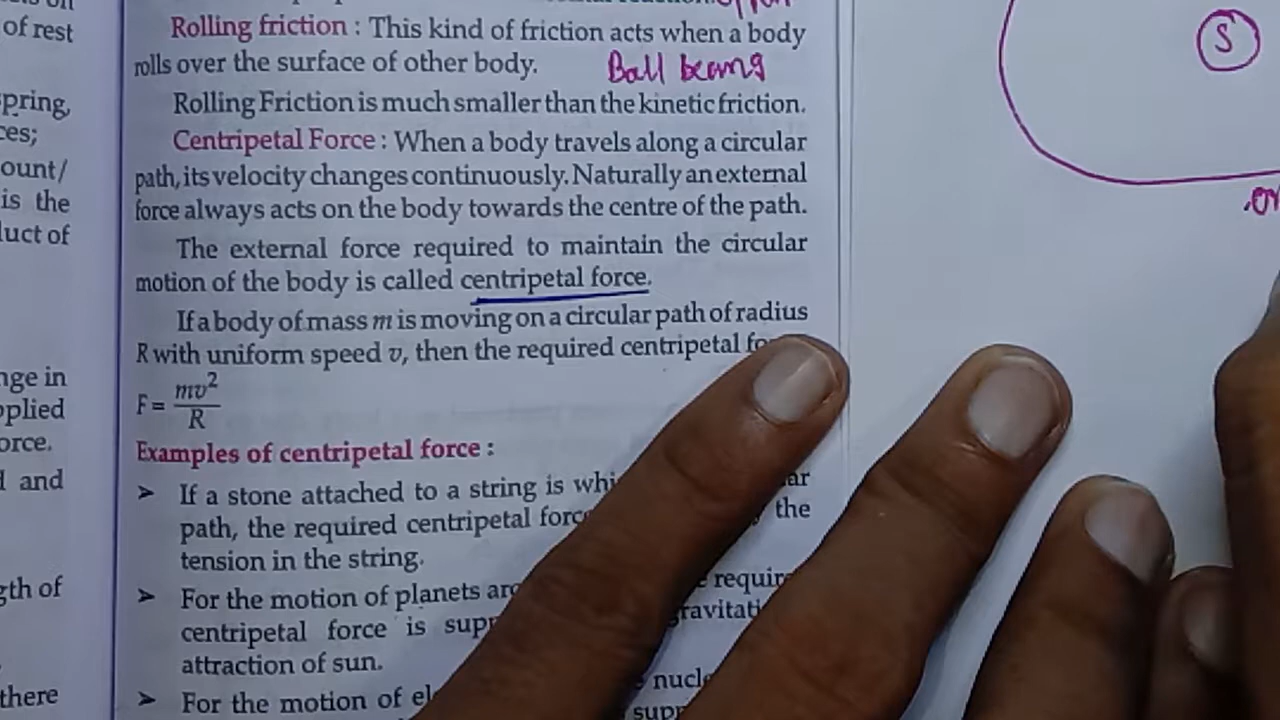 of rest
pring,
ces;
ount/
is the
luct of
nge in
pplied
orce.
l and
gth of
there
Rolling friction : This kind of friction acts when a body
rolls over the surface of other body.
Ball beang
Rolling Friction is much smaller than the kinetic friction.
Centripetal Force : When a body travels along a circular
path, its velocity changes continuously. Naturally an external
force always acts on the body towards the centre of the path.
The external force required to maintain the circular
motion of the body is called centripetal force.
If a body of mass m is moving on a circular path of radius
R with uniform speed v, then the required centripetal
F = mv²/R
Examples of centripetal force :
➤ If a stone attached to a string is
path, the required centripetal the
tension in the string.
➤ For the motion of planets
centripetal force is
attraction of sun.
➤ For the motion of
S